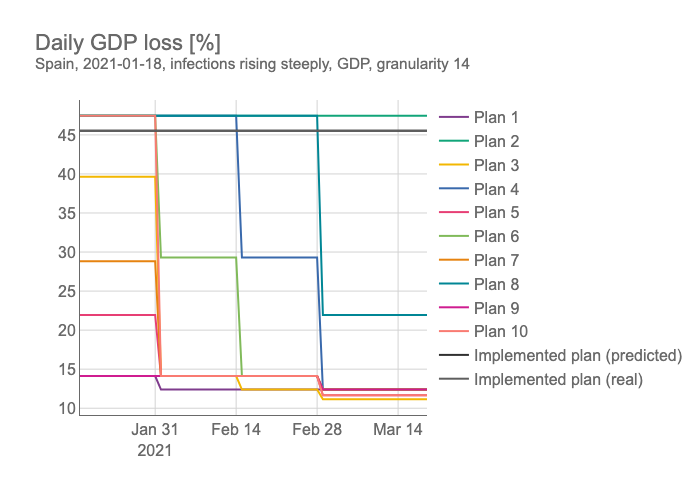 Daily GDP loss [%]
Spain, 2021-01-18, infections rising steeply, GDP, granularity 14
45
40
35
30
25
20
15
10
Jan 31
2021
Feb 14
Feb 28
Mar 14
Plan 1
Plan 2
Plan 3
Plan 4
Plan 5
Plan 6
Plan 7
Plan 8
Plan 9
Plan 10
Implemented plan (predicted)
Implemented plan (real)